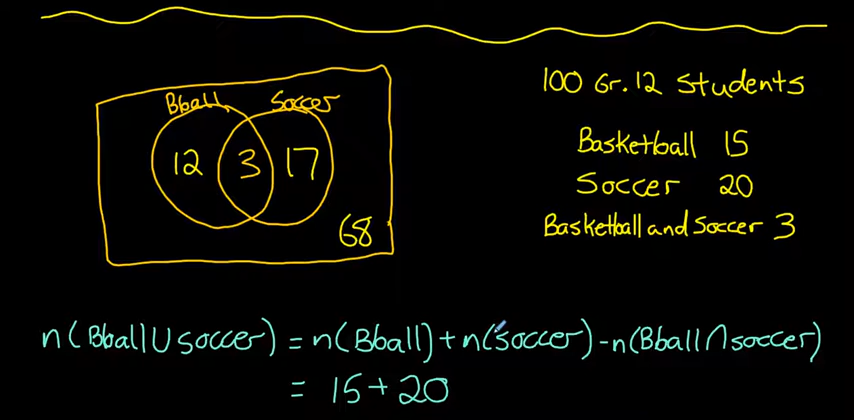 100 Gr. 12 Students
Bball Soccer
12 3 17
68
Basketball 15
Soccer 20
Basketball and Soccer 3
n(Bball∪soccer) = n(Bball) + n(soccer) - n(Bball∩soccer)
= 15 + 20